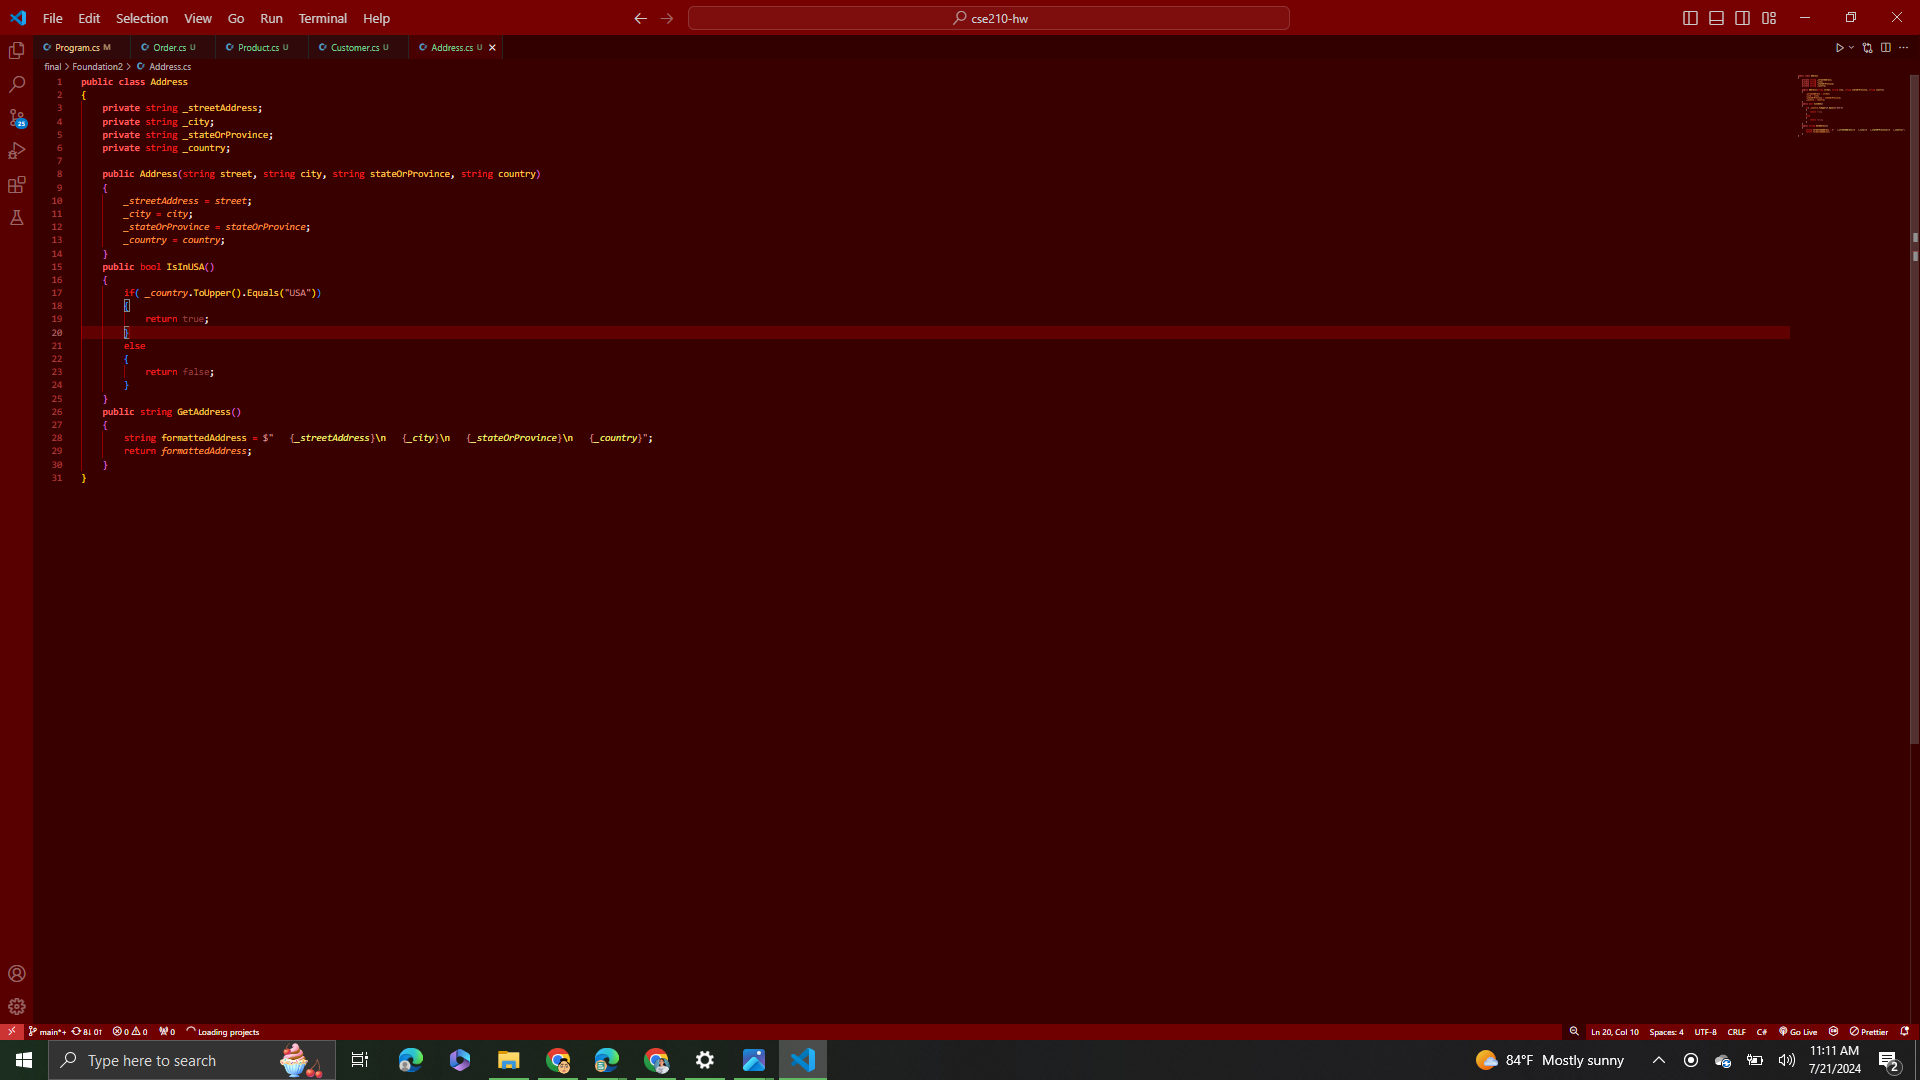 File Edit Selection View Go Run Terminal Help
cse210-hw
Program.cs M
Order.cs U
Product.cs U
Customer.cs U
Address.cs U
final > Foundation2 > Address.cs
1 public class Address
2 {
3 private string _streetAddress;
4 private string _city;
5 private string _stateOrProvince;
6 private string _country;
7
8 public Address(string street, string city, string stateOrProvince, string country)
9 {
10 _streetAddress = street;
11 _city = city;
12 _stateOrProvince = stateOrProvince;
13 _country = country;
14 }
15 public bool IsInUSA()
16 {
17 if( _country.ToUpper().Equals("USA"))
18 {
19 return true;
20 }
21 else
22 {
23 return false;
24 }
25 }
26 public string GetAddress()
27 {
28 string formattedAddress = $"   {_streetAddress}\n   {_city}\n   {_stateOrProvince}\n   {_country}";
29 return formattedAddress;
30 }
31 }
25
main*+ 8↓ 0↑ 0 0 0 Loading projects
Ln 20, Col 10 Spaces: 4 UTF-8 CRLF C# Go Live Prettier
Type here to search
84°F Mostly sunny
11:11 AM
7/21/2024
2